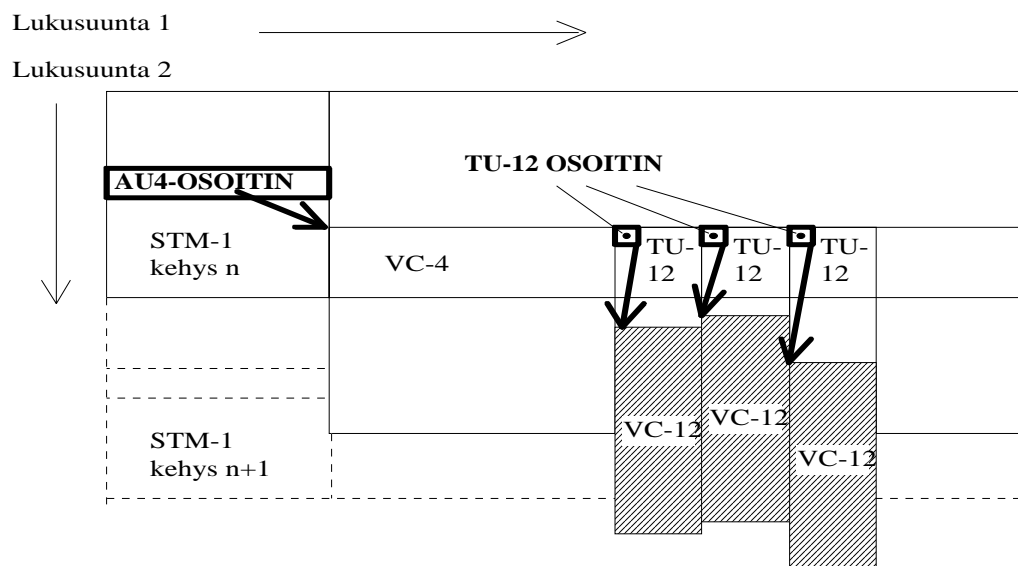 Lukusuunta 1
Lukusuunta 2
TU-12 OSOITIN
AU4-OSOITIN
STM-1
kehys n
VC-4
TU-
12
TU-
12
TU-
12
VC-12
VC-12
VC-12
STM-1
kehys n+1